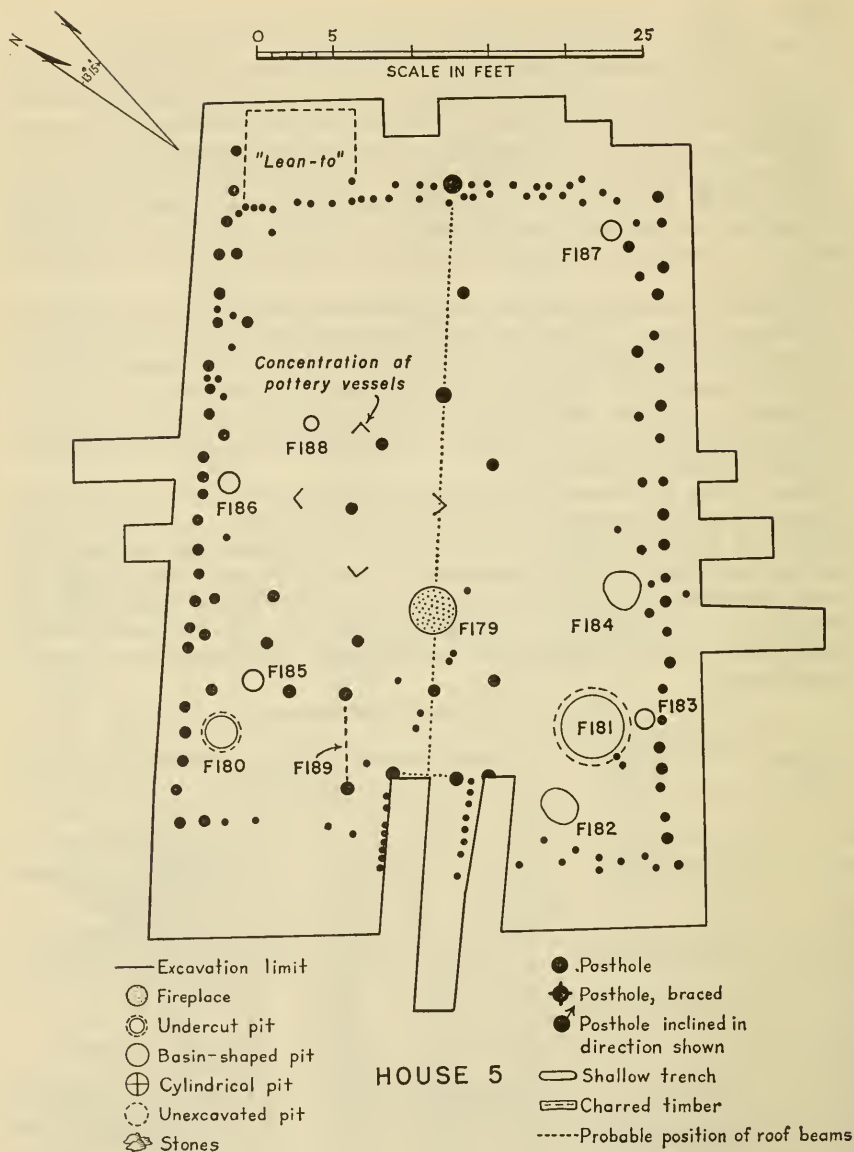 0 5 25
SCALE IN FEET
N
"Lean-to"
F187
Concentration of
pottery vessels
F188
F186
F179
F184
F185
F183
F181
F180
F189
F182
Excavation limit
Fireplace
Undercut pit
Basin-shaped pit
Cylindrical pit
Unexcavated pit
Stones
HOUSE 5
Posthole
Posthole, braced
Posthole inclined in
direction shown
Shallow trench
Charred timber
Probable position of roof beams